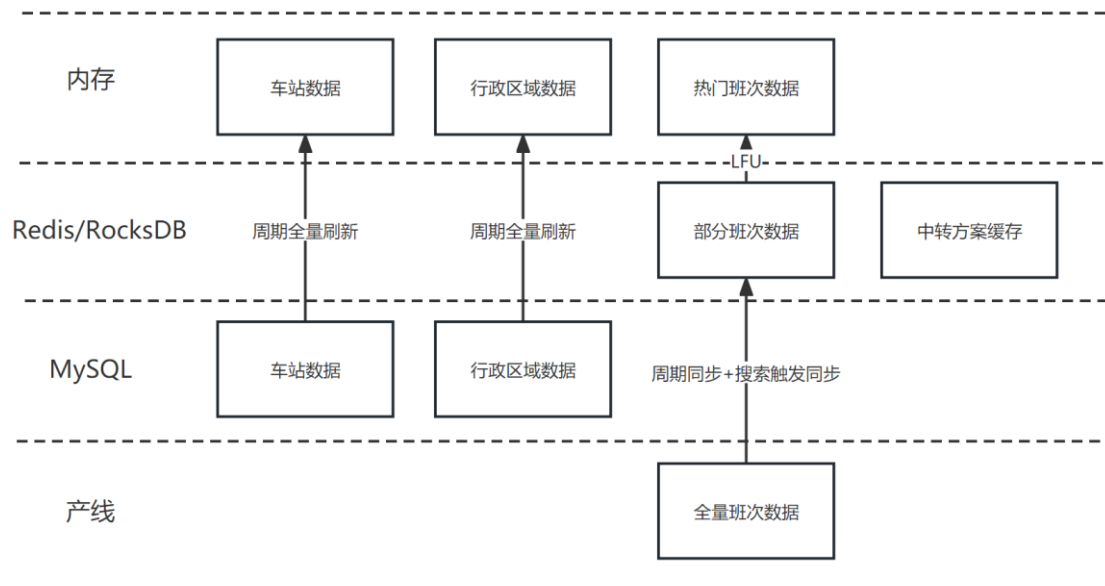 内存
车站数据
行政区域数据
热门班次数据
LFU
Redis/RocksDB
周期全量刷新
周期全量刷新
部分班次数据
中转方案缓存
MySQL
车站数据
行政区域数据
周期同步+搜索触发同步
产线
全量班次数据